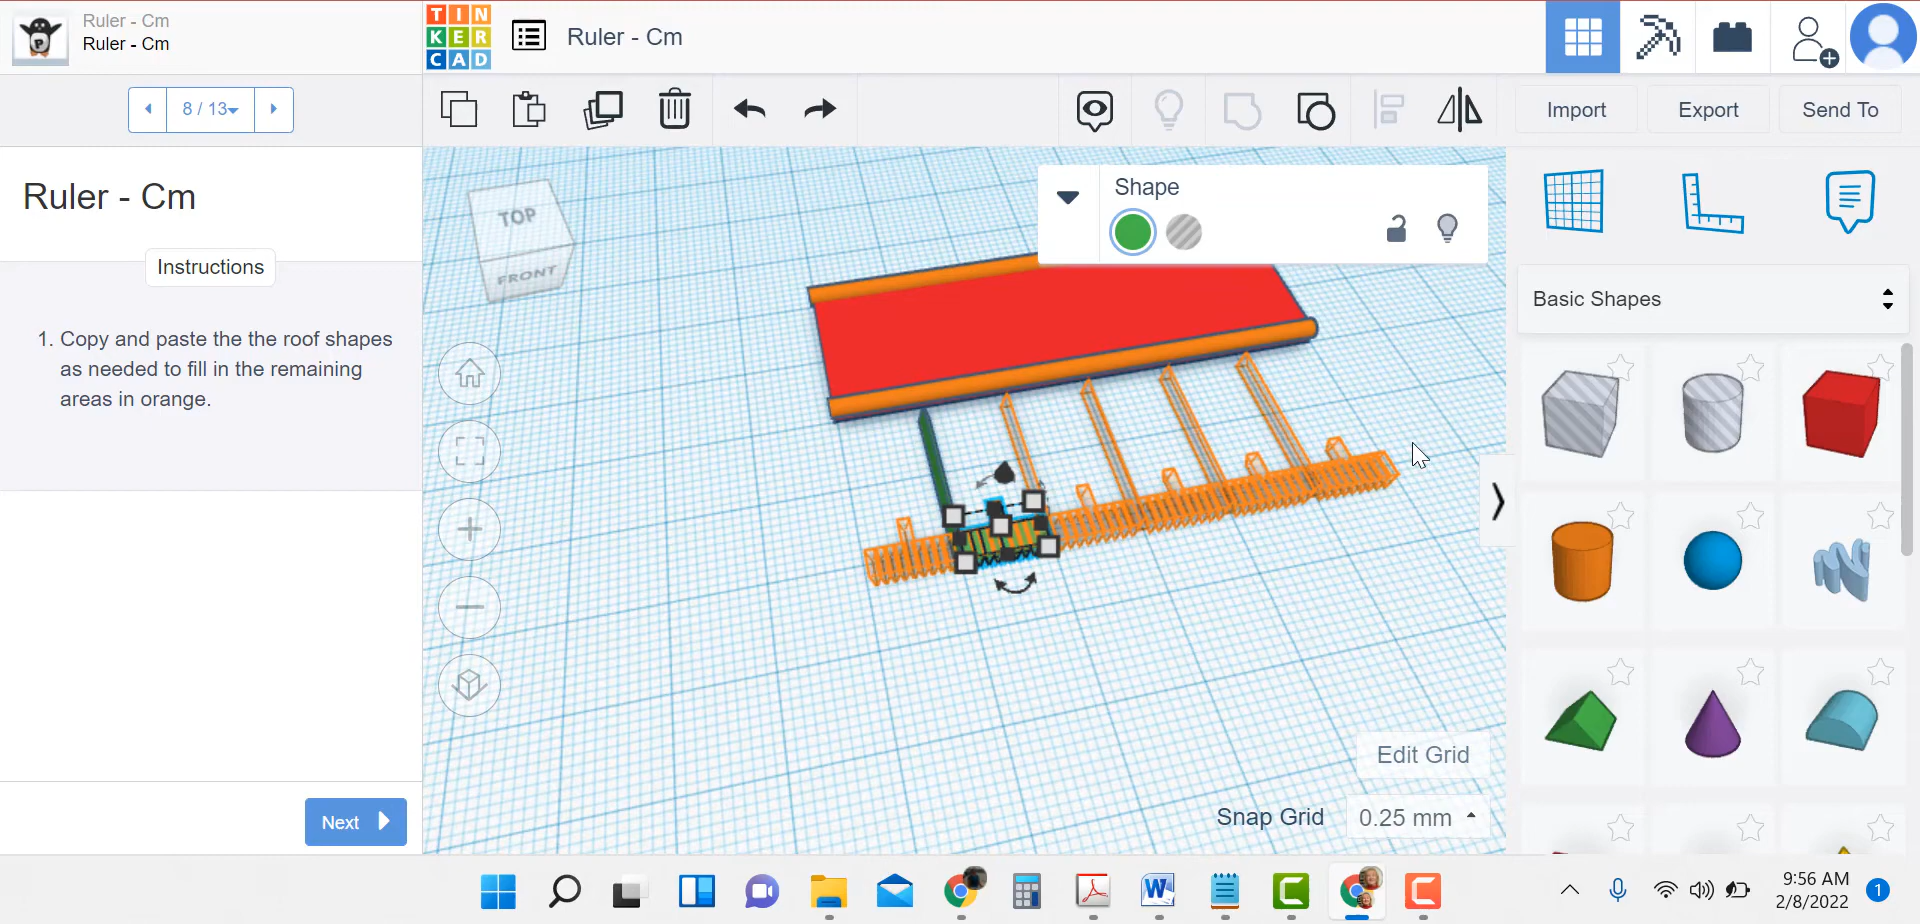 Ruler - Cm
Ruler - Cm
TIN
KER
CAD
Ruler - Cm
8 / 13
Import
Export
Send To
Ruler - Cm
Instructions
1. Copy and paste the the roof shapes
as needed to fill in the remaining
areas in orange.
Next
TOP
FRONT
Shape
Basic Shapes
Edit Grid
Snap Grid
0.25 mm
9:56 AM
2/8/2022
1